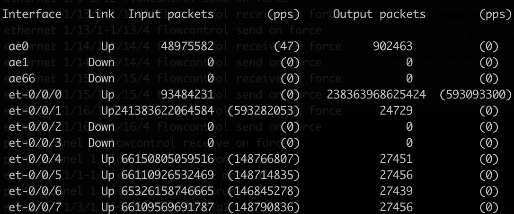 Interface Link Input packets (pps) Output packets (pps)
ae0 Up 48975582 (47) 902463 (0)
ae1 Down 0 (0) 0 (0)
ae66 Down 0 (0) 0 (0)
et-0/0/0 Up 93484231 (0) 238363968625424 (593093300)
et-0/0/1 Up241383622064584 (593282053) 24729 (0)
et-0/0/2 Down 0 (0) 0 (0)
et-0/0/3 Down 0 (0) 0 (0)
et-0/0/4 Up 66150805059516 (148766807) 27451 (0)
et-0/0/5 Up 66110926532469 (148714835) 27456 (0)
et-0/0/6 Up 65326158746665 (146845278) 27439 (0)
et-0/0/7 Up 66109569691787 (148790836) 27456 (0)